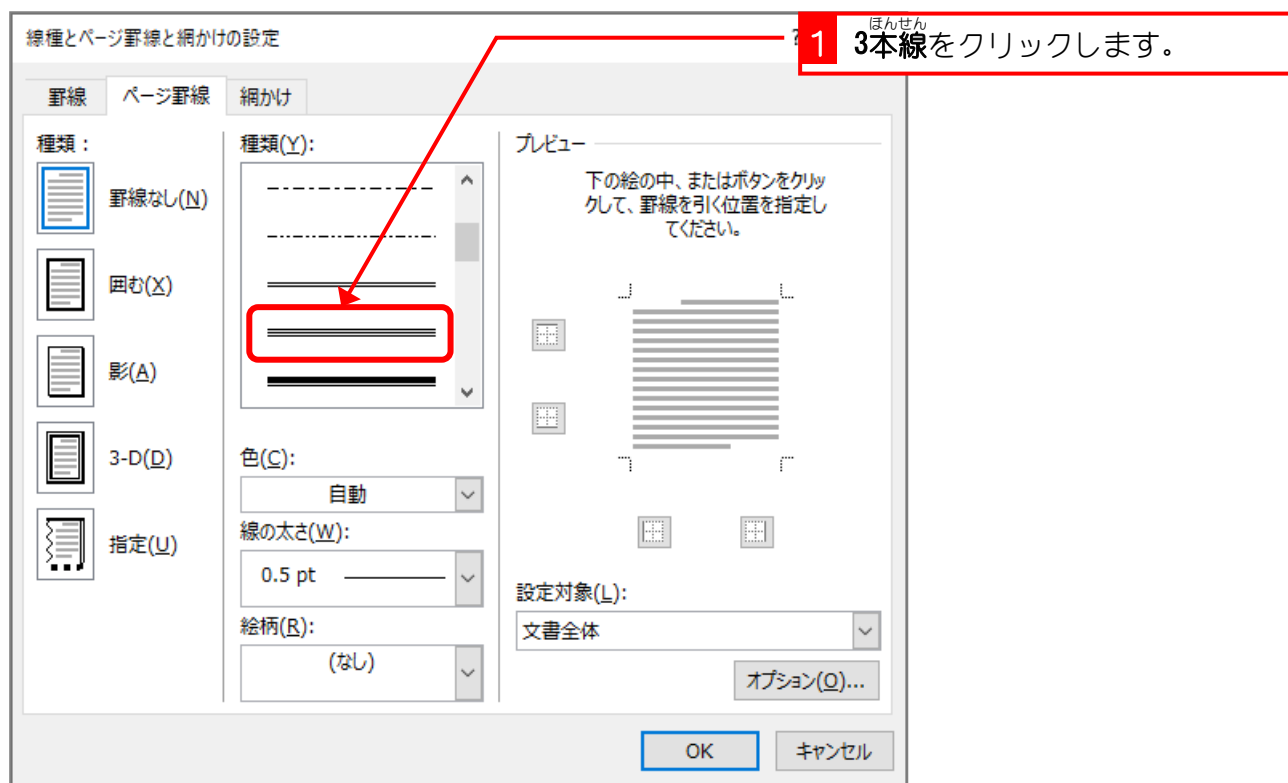 線種とページ罫線と網かけの設定
?
1
ほんせん
3本線をクリックします。
罫線
ページ罫線
網かけ
種類：
罫線なし(N)
囲む(X)
影(A)
3-D(D)
指定(U)
種類(Y):
色(C):
自動
線の太さ(W):
0.5 pt
絵柄(R):
(なし)
プレビュー
下の絵の中、またはボタンをクリッ
クして、罫線を引く位置を指定し
てください。
設定対象(L):
文書全体
オプション(O)...
OK
キャンセル